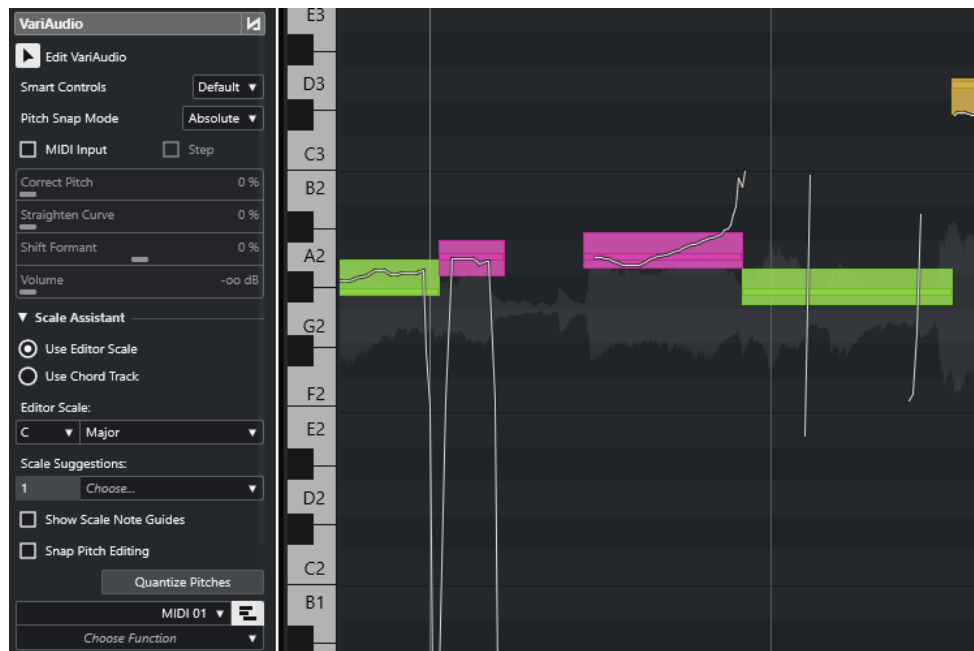 VariAudio
Edit VariAudio
Smart Controls Default
Pitch Snap Mode Absolute
MIDI Input Step
Correct Pitch 0 %
Straighten Curve 0 %
Shift Formant 0 %
Volume -oo dB
Scale Assistant
Use Editor Scale
Use Chord Track
Editor Scale:
C Major
Scale Suggestions:
1 Choose...
Show Scale Note Guides
Snap Pitch Editing
Quantize Pitches
MIDI 01
Choose Function
E3
D3
C3
B2
A2
G2
F2
E2
D2
C2
B1